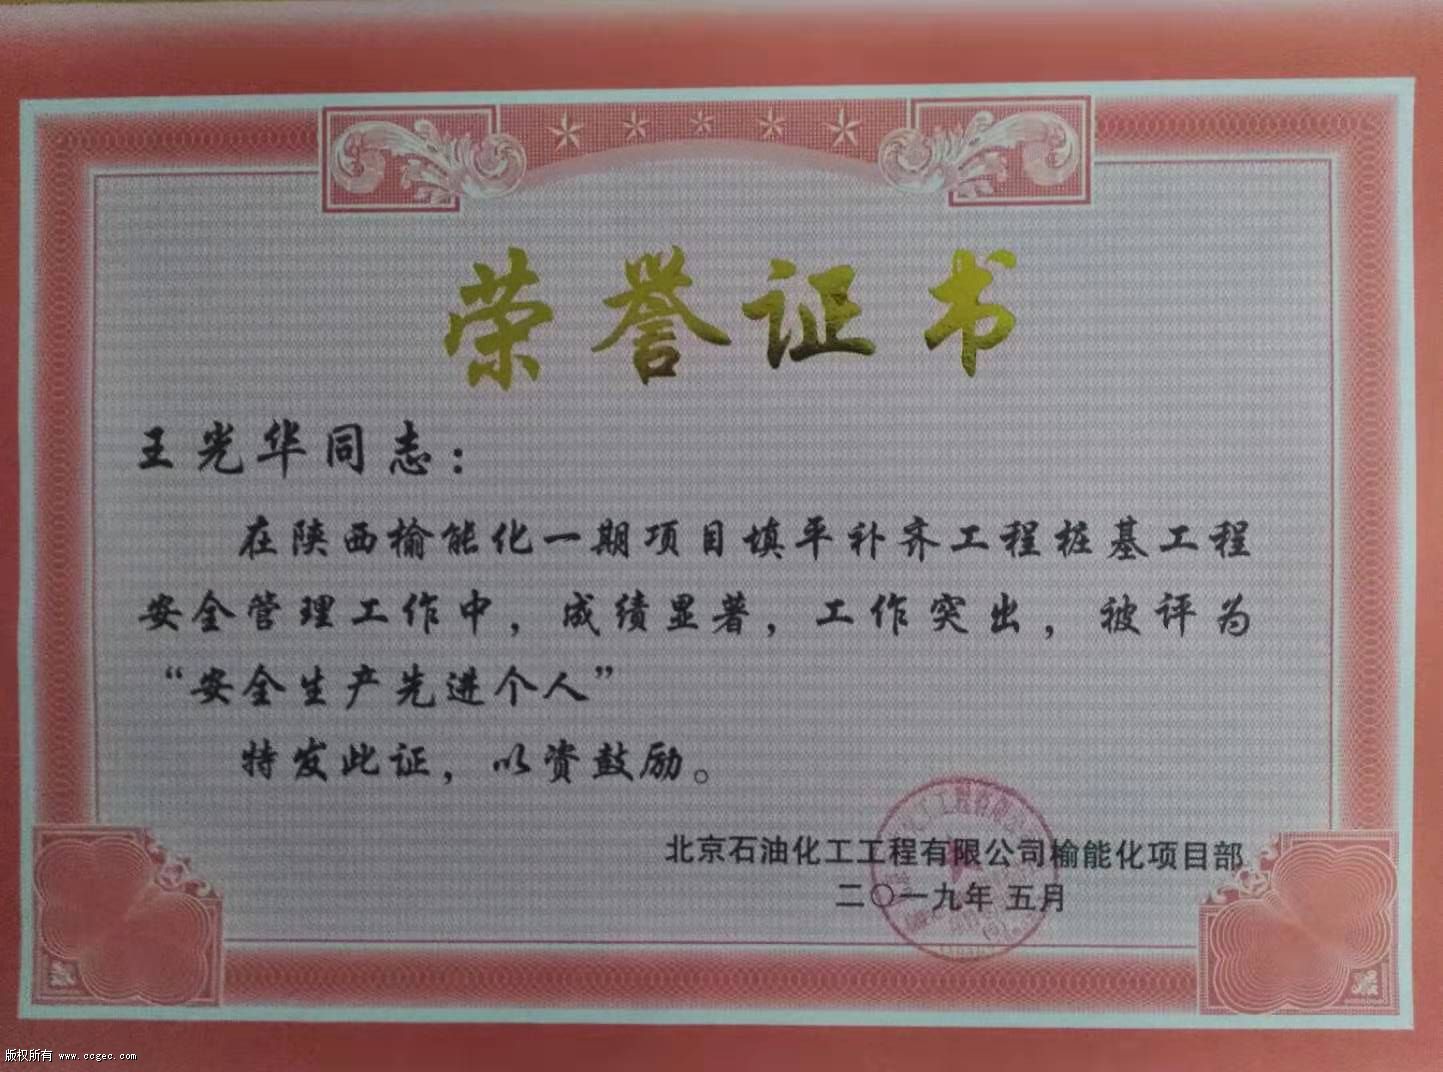 荣誉证书
王光华同志：
在陕西榆能化一期项目填平补齐工程桩基工程
安全管理工作中，成绩显著，工作突出，被评为
“安全生产先进个人”
特发此证，以资鼓励。
北京石油化工工程有限公司榆能化项目部
二〇一九年 五月
版权所有 www.ccgec.com